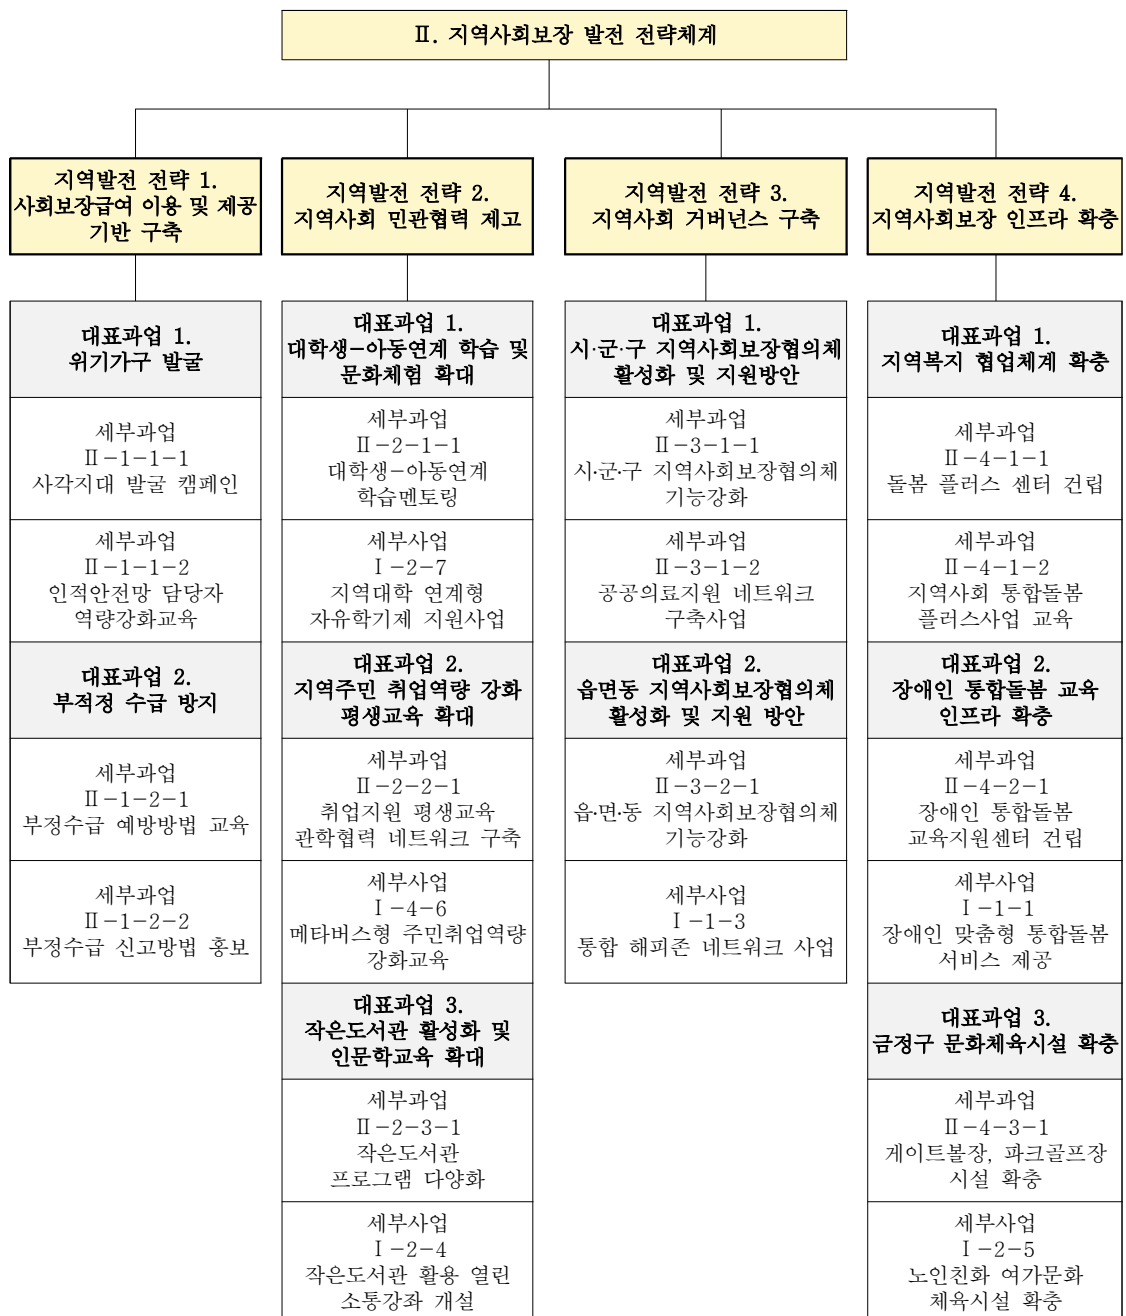 Ⅱ. 지역사회보장 발전 전략체계
지역발전 전략 1.
사회보장급여 이용 및 제공
기반 구축
대표과업 1.
위기가구 발굴
세부과업
Ⅱ-1-1-1
사각지대 발굴 캠페인
세부과업
Ⅱ-1-1-2
인적안전망 담당자
역량강화교육
대표과업 2.
부적정 수급 방지
세부과업
Ⅱ-1-2-1
부정수급 예방방법 교육
세부과업
Ⅱ-1-2-2
부정수급 신고방법 홍보
지역발전 전략 2.
지역사회 민관협력 제고
대표과업 1.
대학생-아동연계 학습 및
문화체험 확대
세부과업
Ⅱ-2-1-1
대학생-아동연계
학습멘토링
세부사업
Ⅰ-2-7
지역대학 연계형
자유학기제 지원사업
대표과업 2.
지역주민 취업역량 강화
평생교육 확대
세부과업
Ⅱ-2-2-1
취업지원 평생교육
관학협력 네트워크 구축
세부사업
Ⅰ-4-6
메타버스형 주민취업역량
강화교육
대표과업 3.
작은도서관 활성화 및
인문학교육 확대
세부과업
Ⅱ-2-3-1
작은도서관
프로그램 다양화
세부사업
Ⅰ-2-4
작은도서관 활용 열린
소통강좌 개설
지역발전 전략 3.
지역사회 거버넌스 구축
대표과업 1.
시·군·구 지역사회보장협의체
활성화 및 지원방안
세부과업
Ⅱ-3-1-1
시·군·구 지역사회보장협의체
기능강화
세부과업
Ⅱ-3-1-2
공공의료지원 네트워크
구축사업
대표과업 2.
읍면동 지역사회보장협의체
활성화 및 지원 방안
세부과업
Ⅱ-3-2-1
읍·면·동 지역사회보장협의체
기능강화
세부사업
Ⅰ-1-3
통합 해피존 네트워크 사업
지역발전 전략 4.
지역사회보장 인프라 확충
대표과업 1.
지역복지 협업체계 확충
세부과업
Ⅱ-4-1-1
돌봄 플러스 센터 건립
세부과업
Ⅱ-4-1-2
지역사회 통합돌봄
플러스사업 교육
대표과업 2.
장애인 통합돌봄 교육
인프라 확충
세부과업
Ⅱ-4-2-1
장애인 통합돌봄
교육지원센터 건립
세부사업
Ⅰ-1-1
장애인 맞춤형 통합돌봄
서비스 제공
대표과업 3.
금정구 문화체육시설 확충
세부과업
Ⅱ-4-3-1
게이트볼장, 파크골프장
시설 확충
세부사업
Ⅰ-2-5
노인친화 여가문화
체육시설 확충